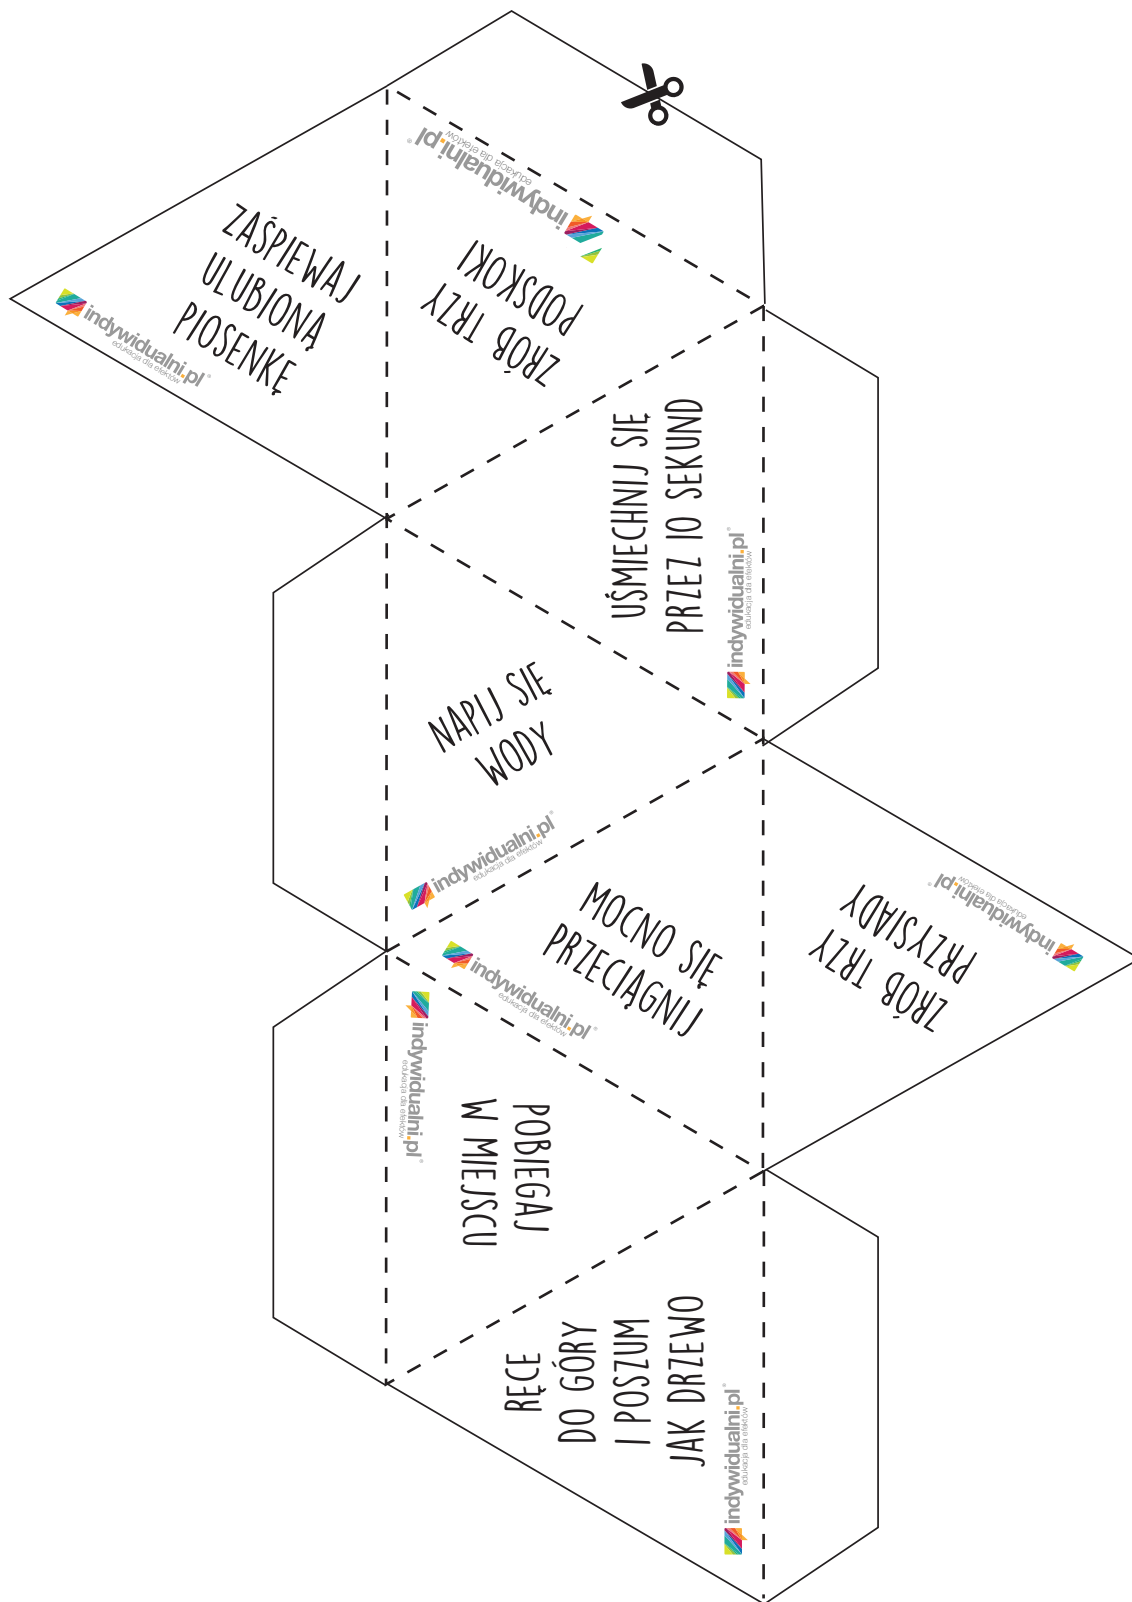 indywidualni.pl®
edukacja dla efektów
ZRÓB TRZY
PODSKOKI
ZAŚPIEWAJ
ULUBIONĄ
PIOSENKĘ
indywidualni.pl®
edukacja dla efektów
UŚMIECHNIJ SIĘ
PRZEZ 10 SEKUND
indywidualni.pl®
edukacja dla efektów
NAPIJ SIĘ
WODY
indywidualni.pl®
edukacja dla efektów
MOCNO SIĘ
PRZECIĄGNIJ
indywidualni.pl®
edukacja dla efektów
ZRÓB TRZY
PRZYSIADY
indywidualni.pl®
edukacja dla efektów
POBIEGAJ
W MIEJSCU
indywidualni.pl®
edukacja dla efektów
RĘCE
DO GÓRY
I POSZUM
JAK DRZEWO
indywidualni.pl®
edukacja dla efektów